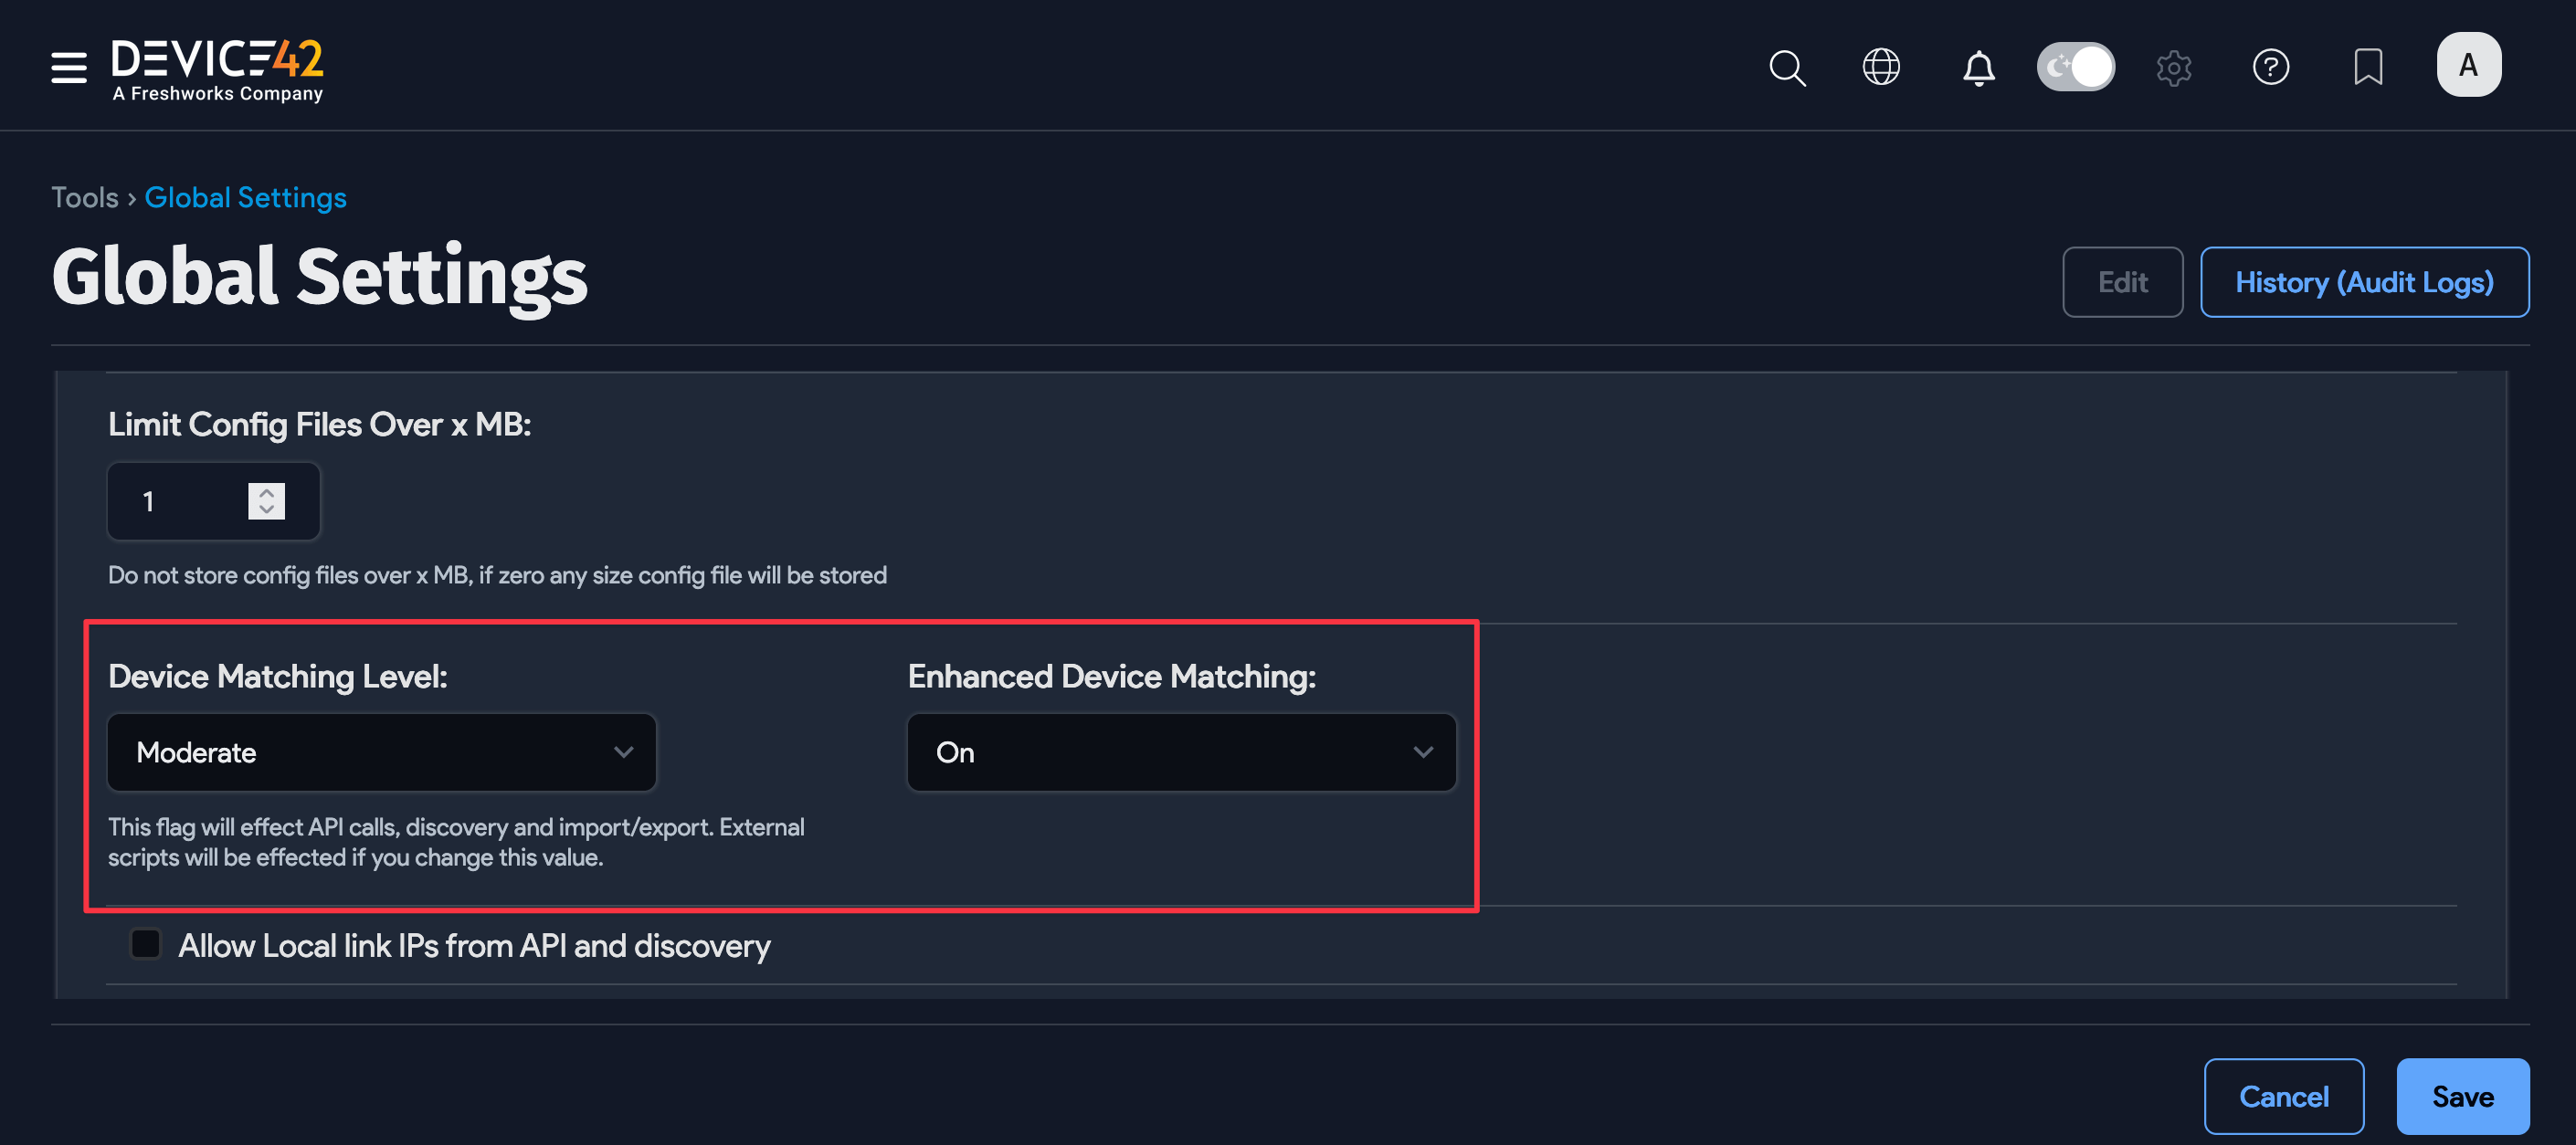 DEVICE42
A Freshworks Company
A
Tools › Global Settings
Global Settings
Edit
History (Audit Logs)
Limit Config Files Over x MB:
1
Do not store config files over x MB, if zero any size config file will be stored
Device Matching Level:
Enhanced Device Matching:
Moderate
On
This flag will effect API calls, discovery and import/export. External
scripts will be effected if you change this value.
Allow Local link IPs from API and discovery
Cancel
Save